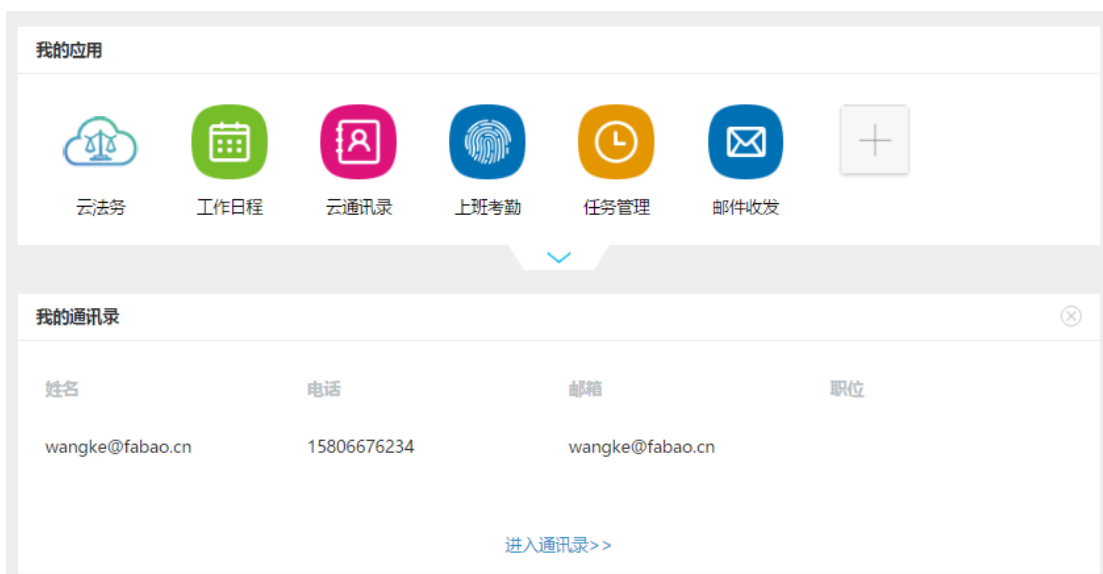 我的应用
云法务 工作日程 云通讯录 上班考勤 任务管理 邮件收发
我的通讯录
姓名 电话 邮箱 职位
wangke@fabao.cn 15806676234 wangke@fabao.cn
进入通讯录>>